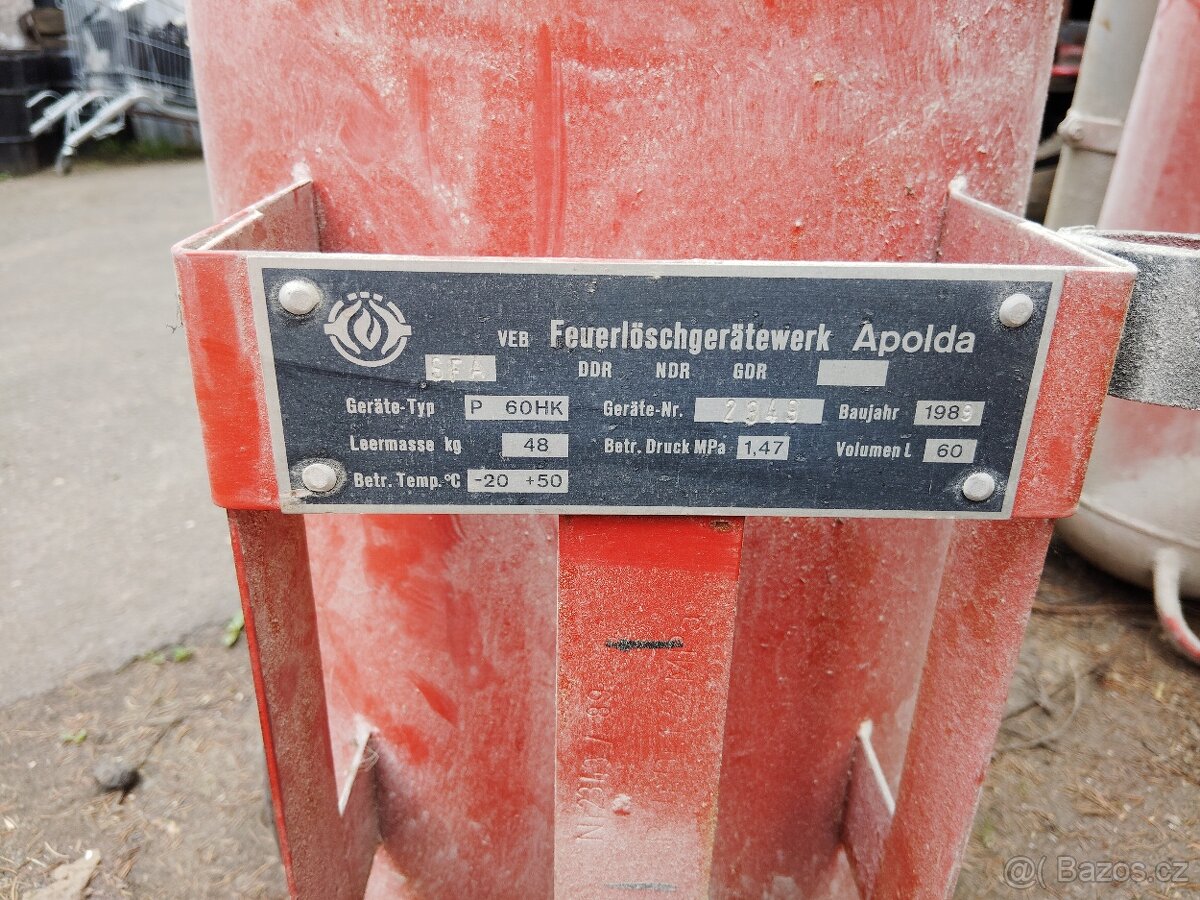 VEB Feuerlöschgerätewerk Apolda
SFA DDR NDR GDR
Geräte-Typ P 60HK Geräte-Nr. 2349 Baujahr 1989
Leermasse kg 48 Betr. Druck MPa 1,47 Volumen l 60
Betr. Temp.°C -20 +50
@( Bazos.cz